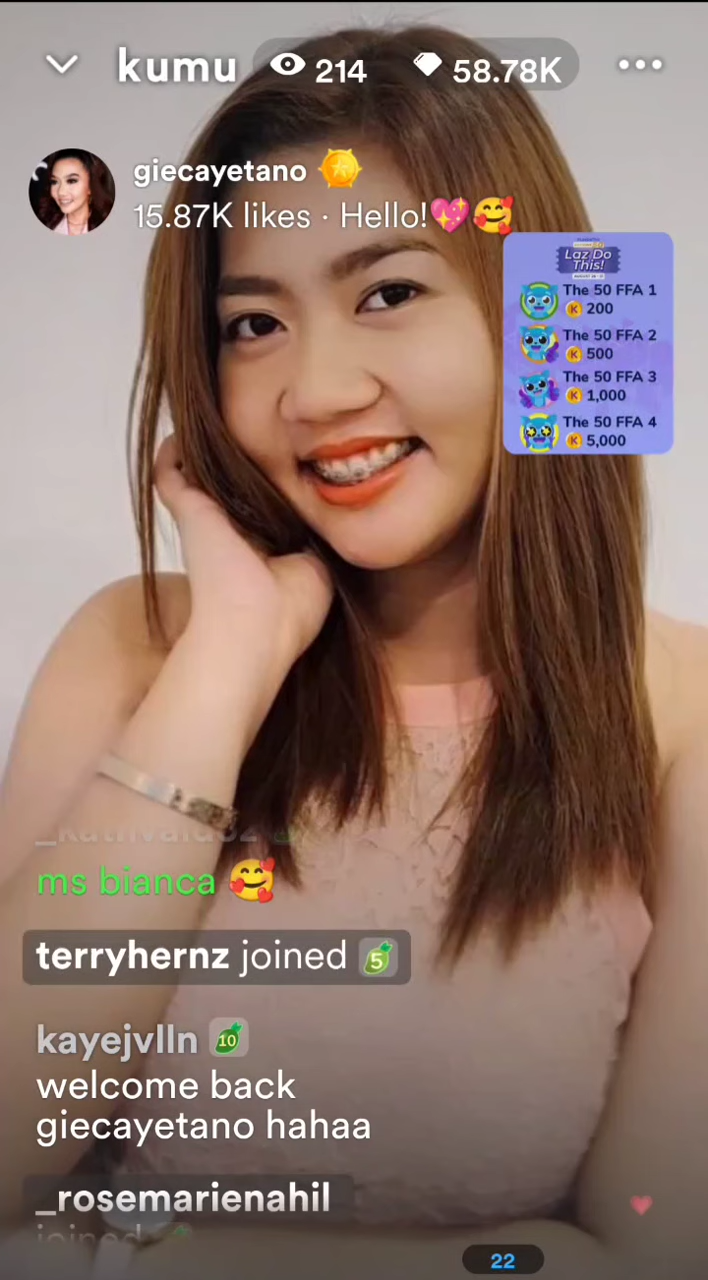 kumu 214 58.78K
giecayetano
15.87K likes · Hello!💖🥰
Laz Do
This!
The 50 FFA 1
K 200
The 50 FFA 2
K 500
The 50 FFA 3
K 1,000
The 50 FFA 4
K 5,000
ms bianca 🥰
terryhernz joined 5
kayejvlln 10
welcome back
giecayetano hahaa
_rosemarienahil
joined
22